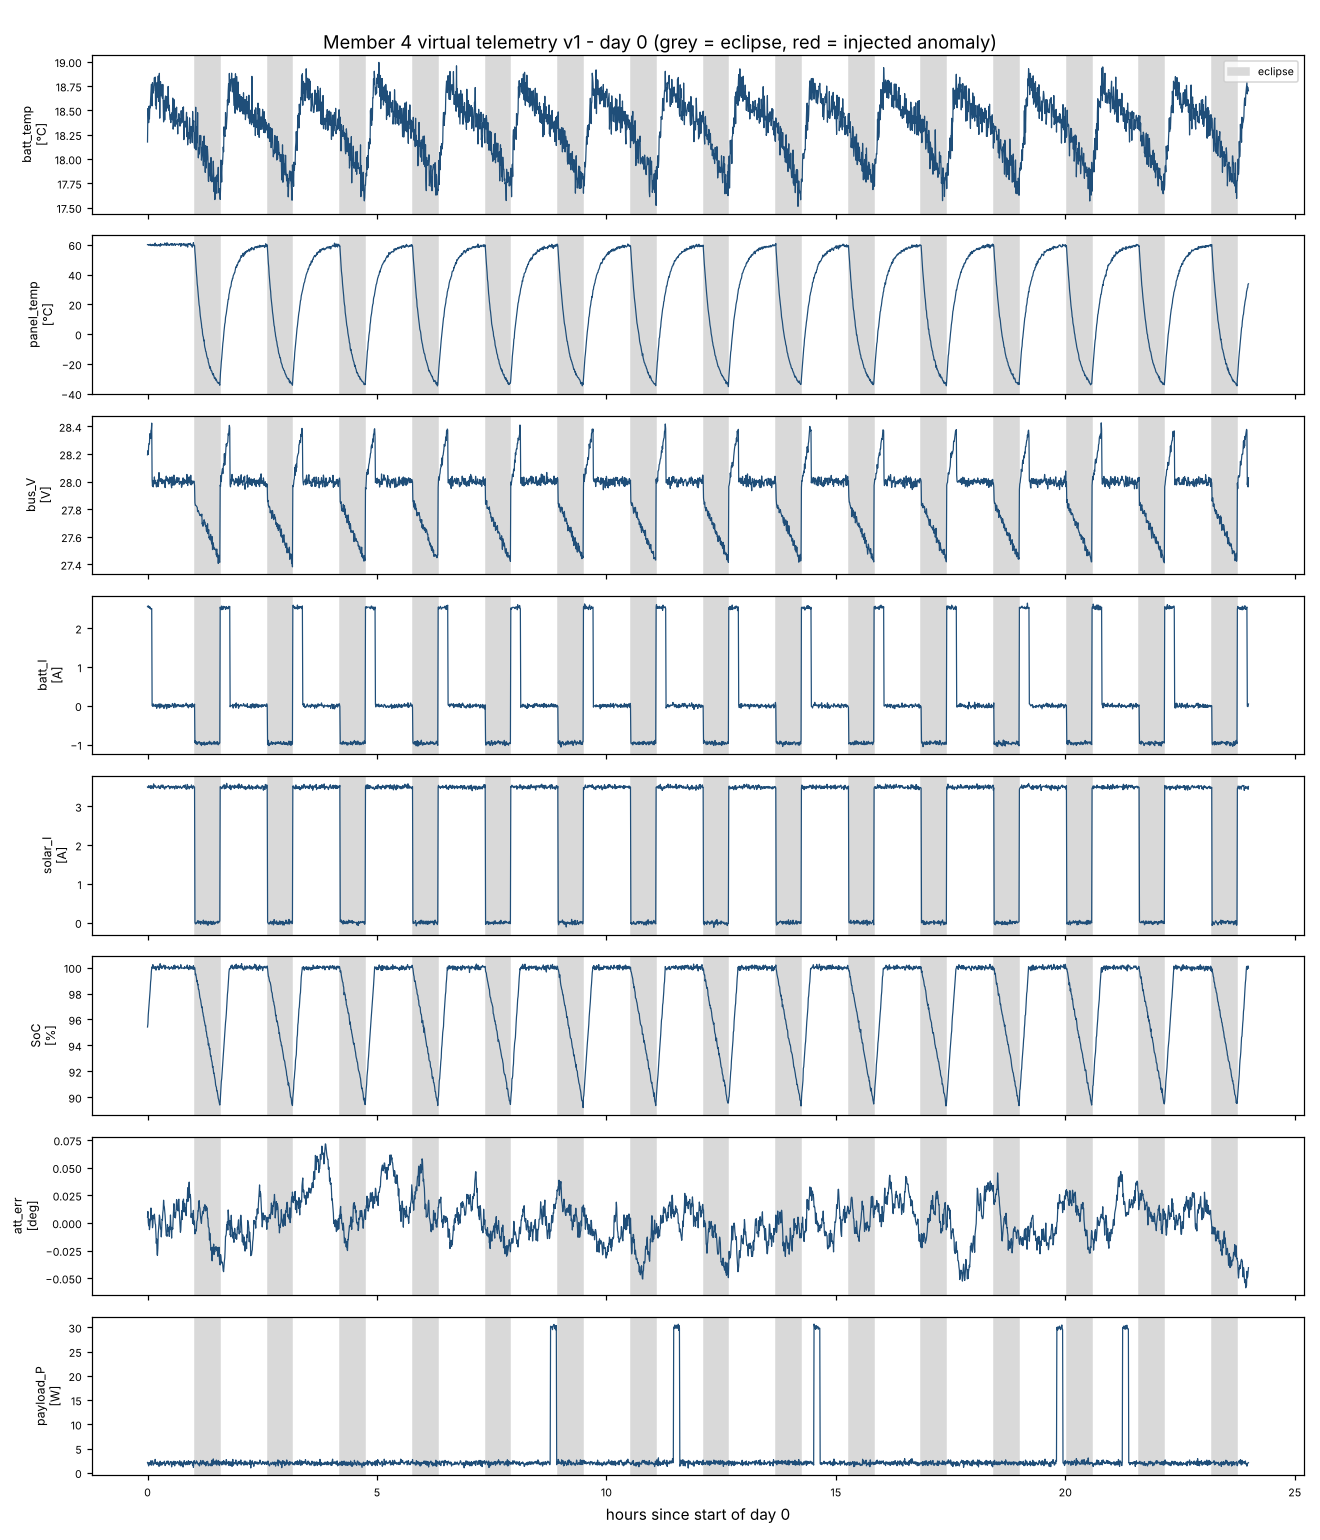 Member 4 virtual telemetry v1 - day 0 (grey = eclipse, red = injected anomaly)
eclipse
batt_temp
[°C]
19.00
18.75
18.50
18.25
18.00
17.75
17.50
panel_temp
[°C]
60
40
20
0
−20
−40
bus_V
[V]
28.4
28.2
28.0
27.8
27.6
27.4
batt_I
[A]
2
1
0
−1
solar_I
[A]
3
2
1
0
SoC
[%]
100
98
96
94
92
90
att_err
[deg]
0.075
0.050
0.025
0.000
−0.025
−0.050
payload_P
[W]
30
25
20
15
10
5
0
0 5 10 15 20 25
hours since start of day 0